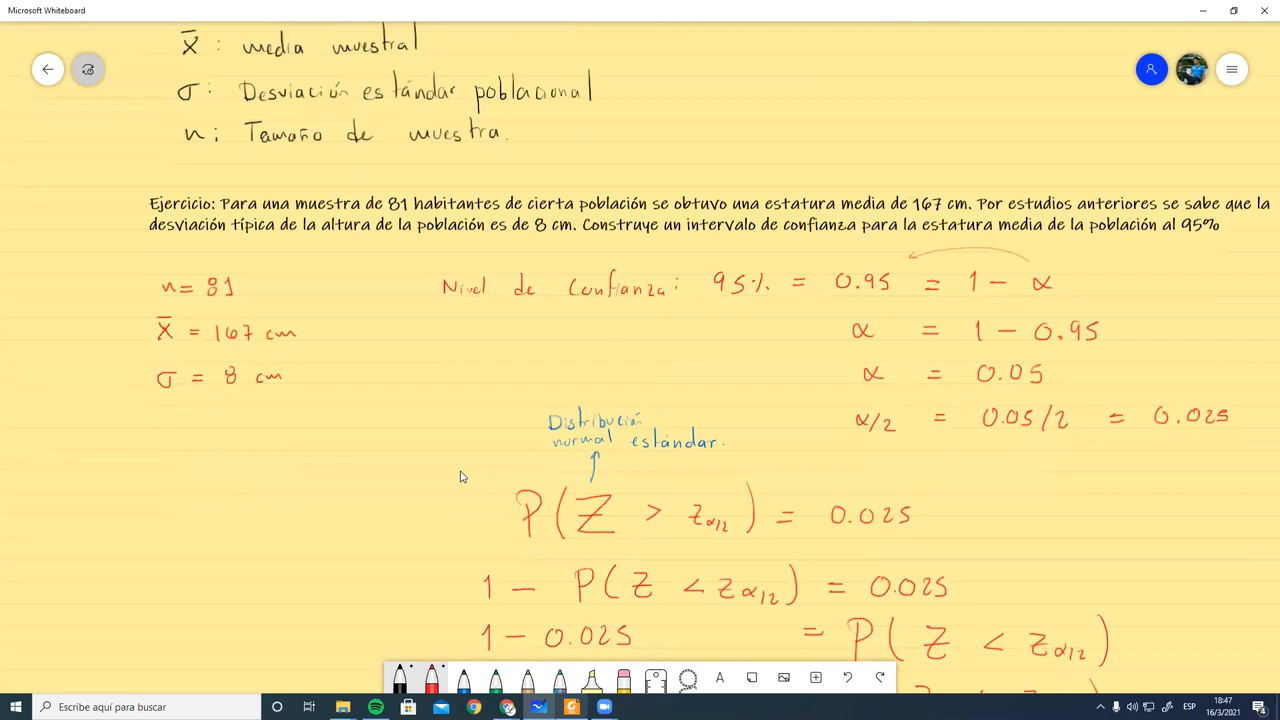 Microsoft Whiteboard
x̄ : media muestral
σ: Desviación estándar poblacional
n: Tamaño de muestra.
Ejercicio: Para una muestra de 81 habitantes de cierta población se obtuvo una estatura media de 167 cm. Por estudios anteriores se sabe que la
desviación típica de la altura de la población es de 8 cm. Construye un intervalo de confianza para la estatura media de la población al 95%
n= 81
Nivel de Confianza: 95% = 0.95 = 1 - α
x̄ = 167 cm
α = 1 - 0.95
σ = 8 cm
α = 0.05
α/2 = 0.05/2 = 0.025
Distribución
normal estándar.
P(Z > zα/2) = 0.025
1 - P(Z < zα/2) = 0.025
1 - 0.025 = P(Z < zα/2)
Escribe aquí para buscar
ESP
18:47
16/3/2021